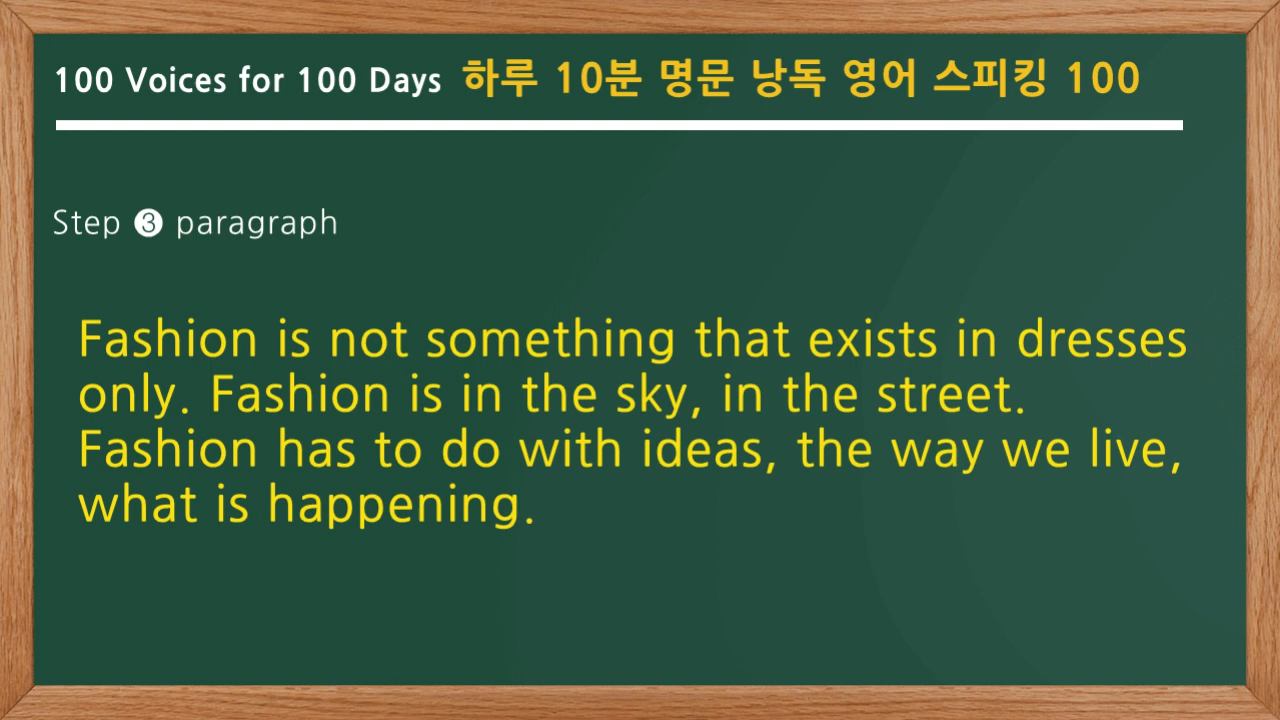 100 Voices for 100 Days 하루 10분 명문 낭독 영어 스피킹 100
Step ❸ paragraph
Fashion is not something that exists in dresses
only. Fashion is in the sky, in the street.
Fashion has to do with ideas, the way we live,
what is happening.